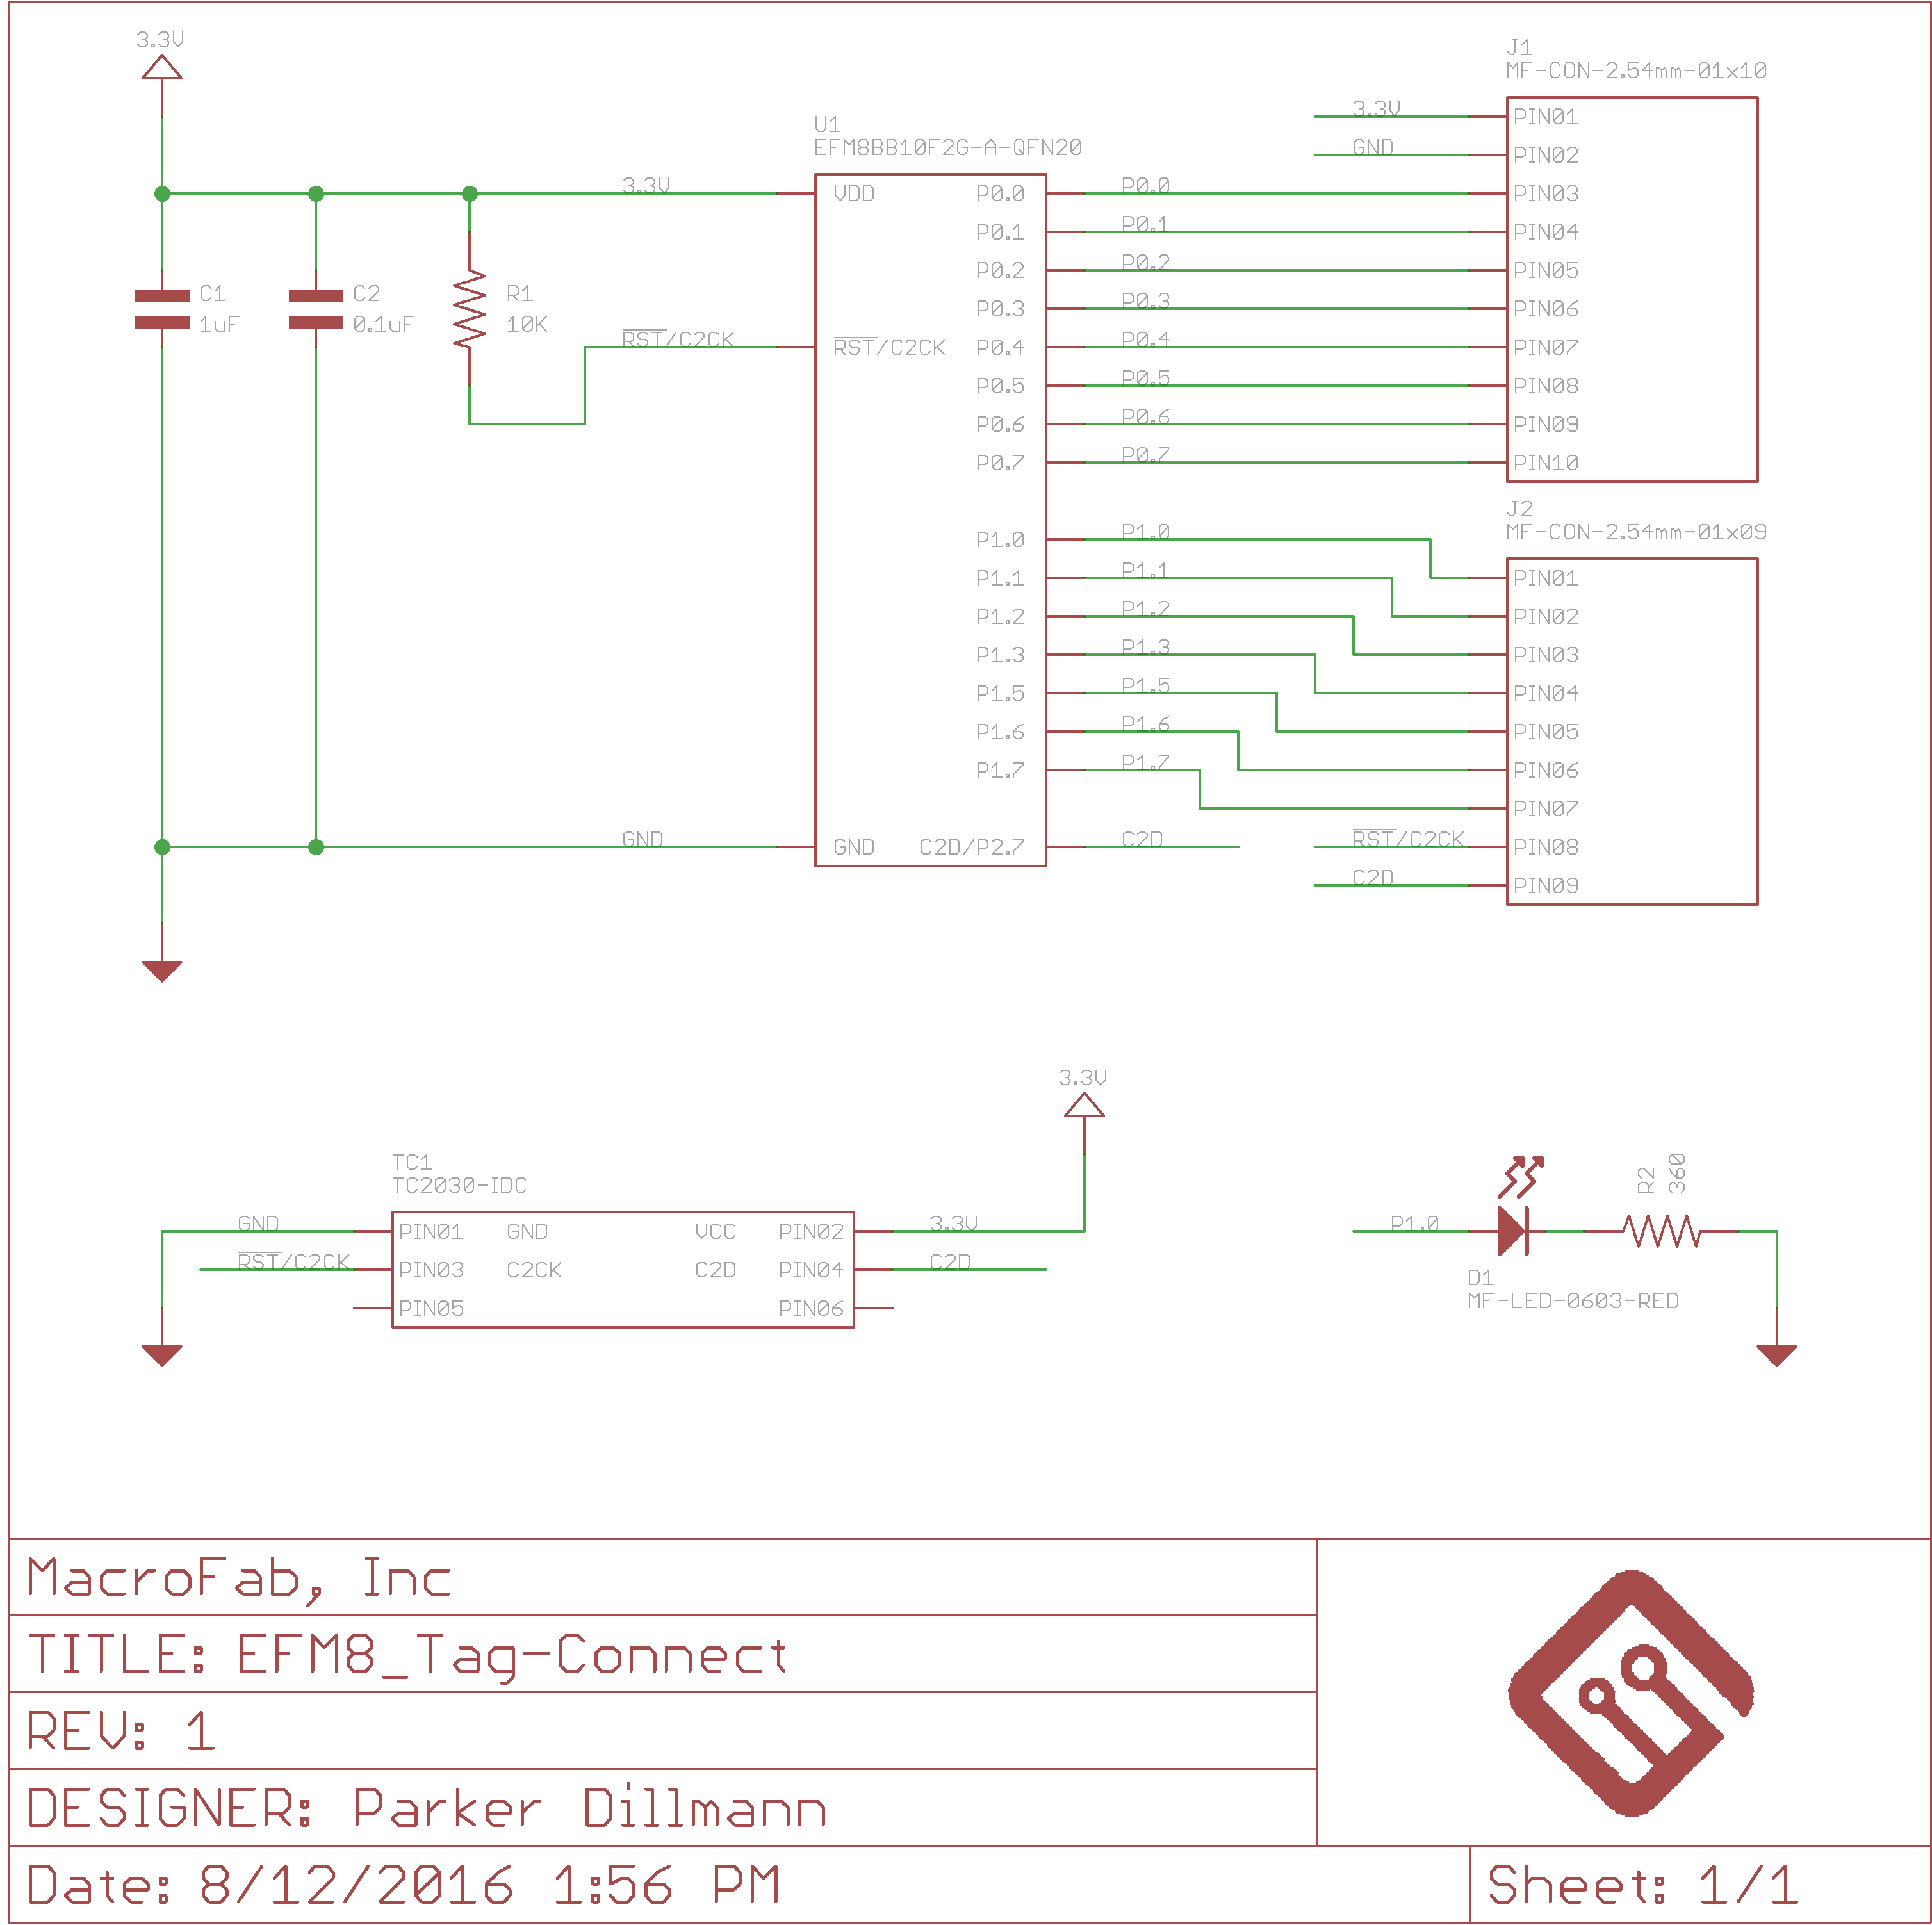 3.3V
C1
1uF
C2
0.1uF
R1
10K
3.3V
RST/C2CK
GND
U1
EFM8BB10F2G-A-QFN20
VDD
RST/C2CK
GND
P0.0
P0.1
P0.2
P0.3
P0.4
P0.5
P0.6
P0.7
P1.0
P1.1
P1.2
P1.3
P1.5
P1.6
P1.7
C2D/P2.7
P0.0
P0.1
P0.2
P0.3
P0.4
P0.5
P0.6
P0.7
P1.0
P1.1
P1.2
P1.3
P1.5
P1.6
P1.7
C2D
J1
MF-CON-2.54mm-01x10
3.3V
GND
PIN01
PIN02
PIN03
PIN04
PIN05
PIN06
PIN07
PIN08
PIN09
PIN10
J2
MF-CON-2.54mm-01x09
PIN01
PIN02
PIN03
PIN04
PIN05
PIN06
PIN07
RST/C2CK PIN08
C2D PIN09
TC1
TC2030-IDC
GND PIN01 GND VCC PIN02 3.3V
RST/C2CK PIN03 C2CK C2D PIN04 C2D
PIN05 PIN06
3.3V
P1.0
D1
MF-LED-0603-RED
R2
360
MacroFab, Inc
TITLE: EFM8_Tag-Connect
REV: 1
DESIGNER: Parker Dillmann
Date: 8/12/2016 1:56 PM
Sheet: 1/1